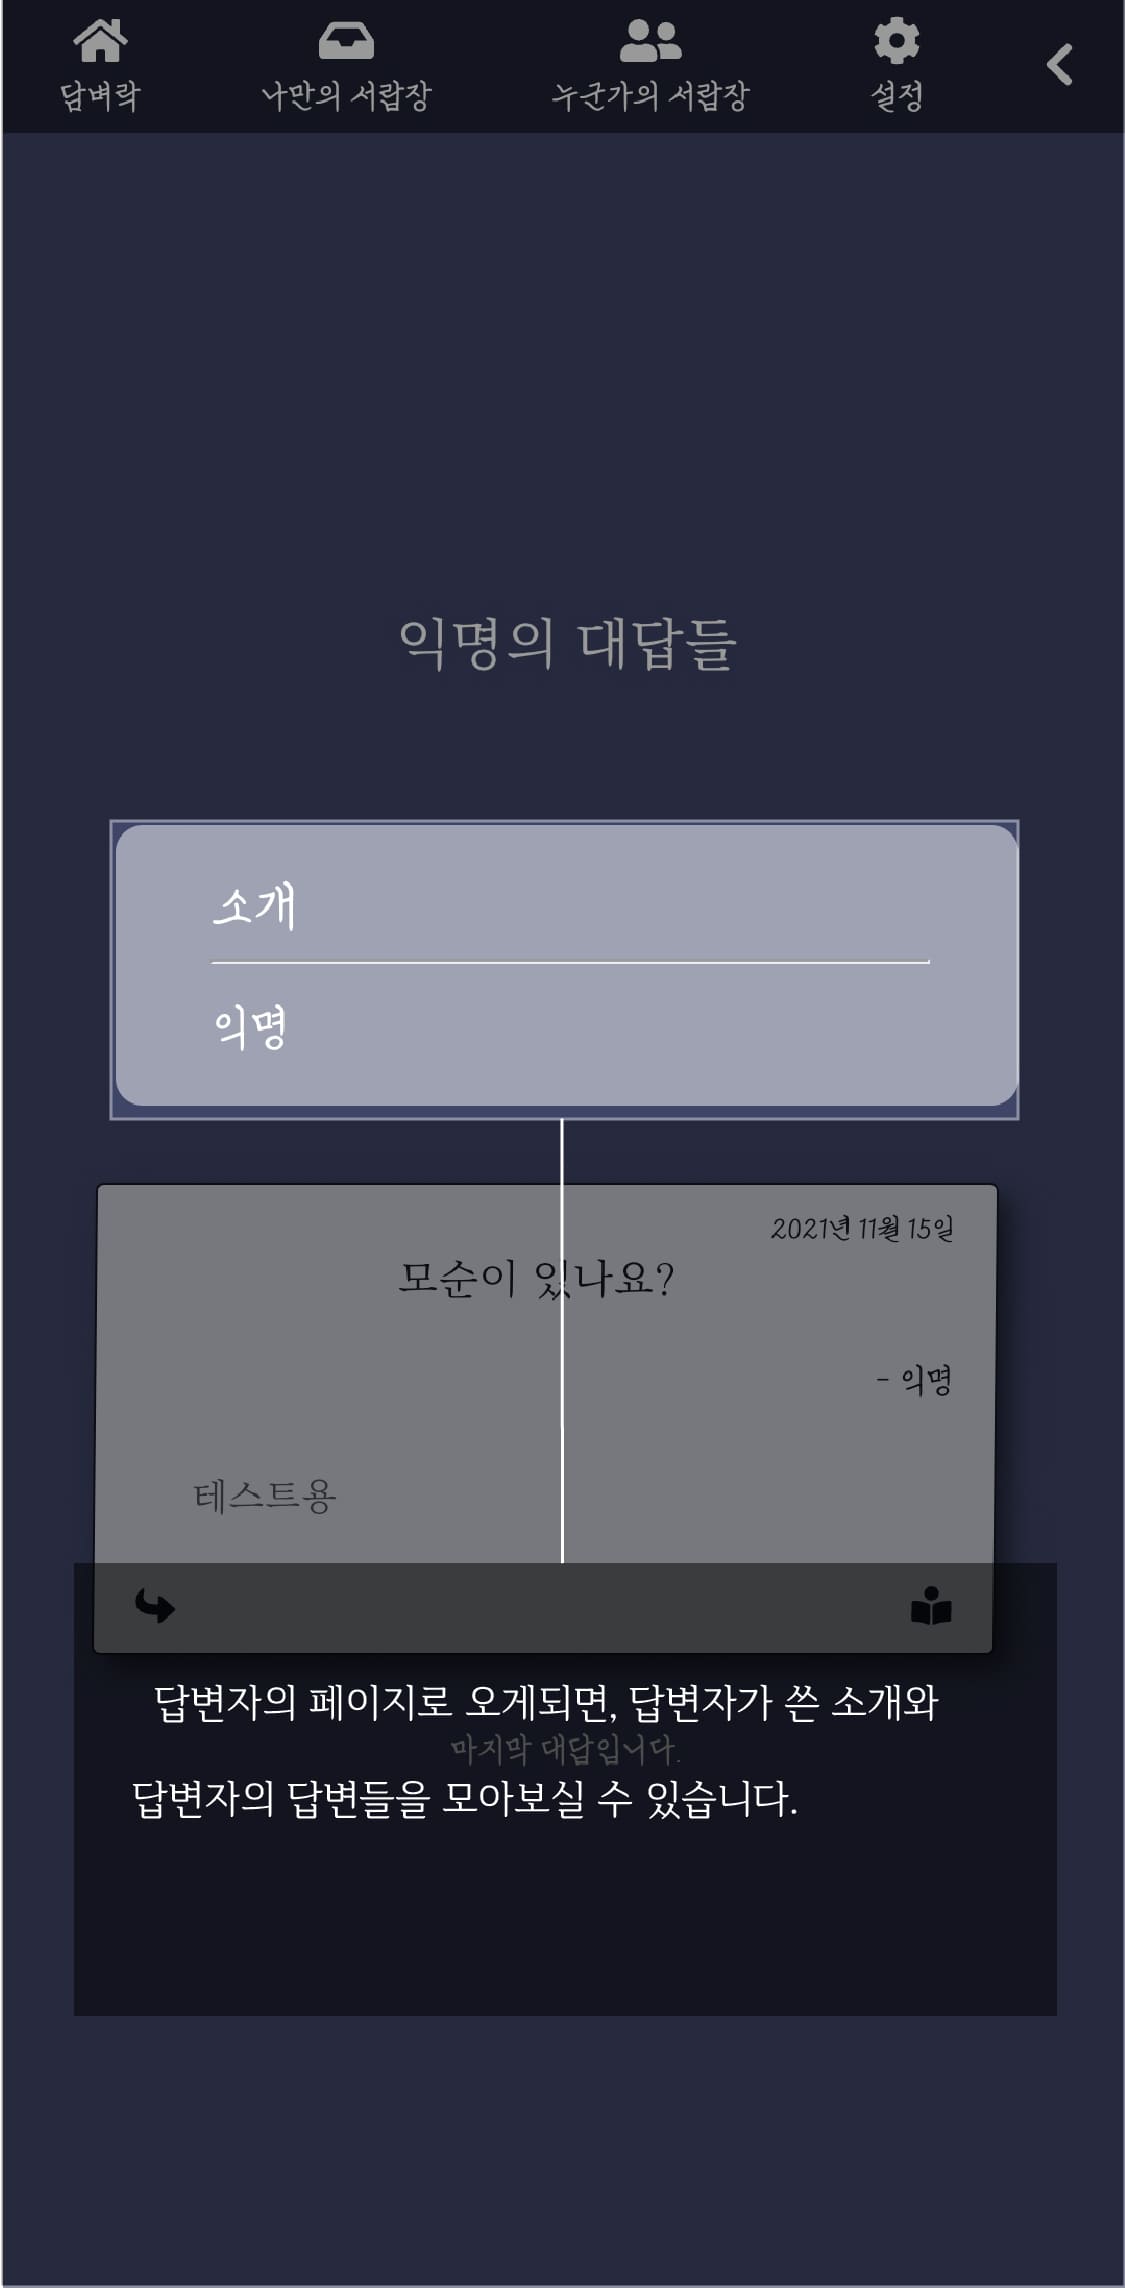 담벼락 나만의 서랍장 누군가의 서랍장 설정
익명의 대답들
소개
익명
2021년 11월 15일
모순이 있나요?
- 익명
테스트용
답변자의 페이지로 오게되면, 답변자가 쓴 소개와
마지막 대답입니다.
답변자의 답변들을 모아보실 수 있습니다.